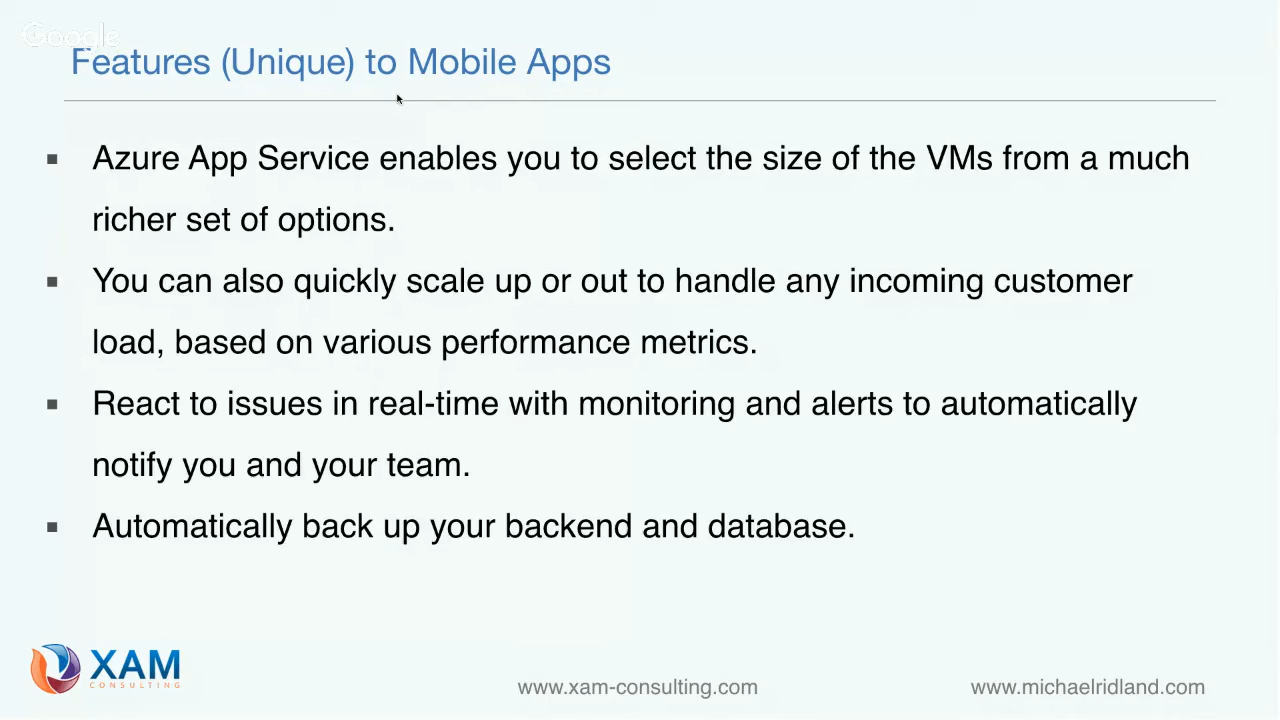 Google
Features (Unique) to Mobile Apps
▪ Azure App Service enables you to select the size of the VMs from a much
richer set of options.
▪ You can also quickly scale up or out to handle any incoming customer
load, based on various performance metrics.
▪ React to issues in real-time with monitoring and alerts to automatically
notify you and your team.
▪ Automatically back up your backend and database.
XAM
CONSULTING
www.xam-consulting.com
www.michaelridland.com